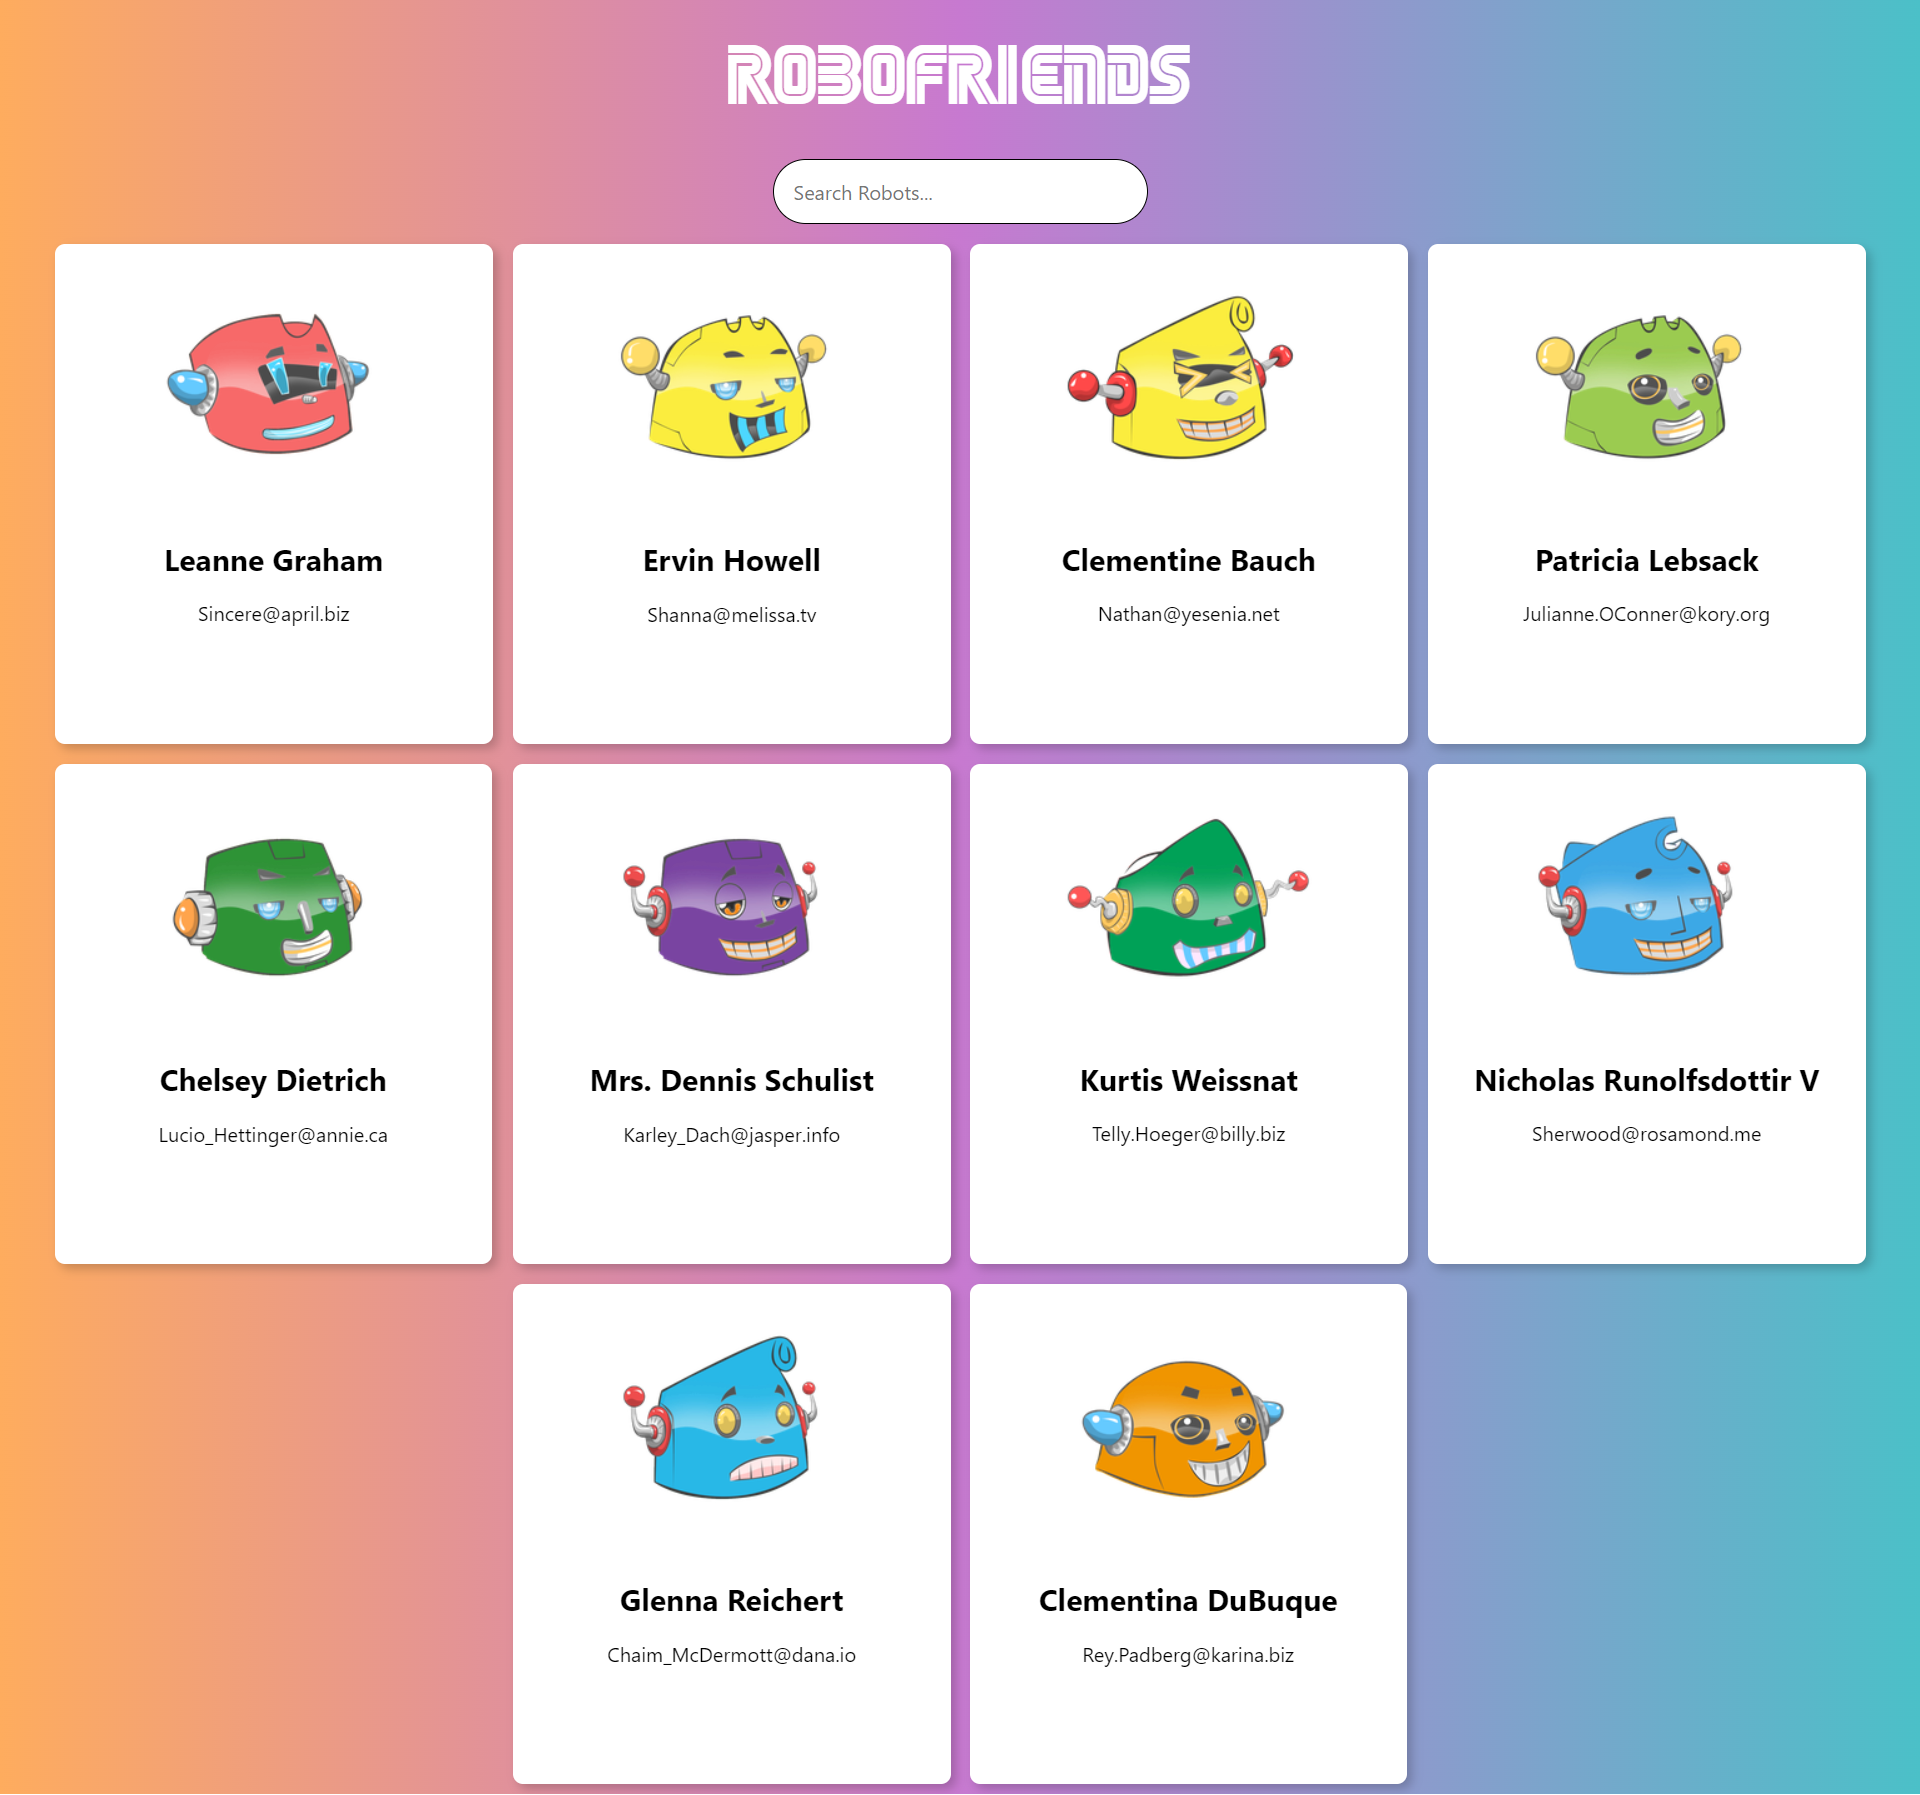 ROBOFRIENDS
Search Robots...
Leanne Graham
Sincere@april.biz
Ervin Howell
Shanna@melissa.tv
Clementine Bauch
Nathan@yesenia.net
Patricia Lebsack
Julianne.OConner@kory.org
Chelsey Dietrich
Lucio_Hettinger@annie.ca
Mrs. Dennis Schulist
Karley_Dach@jasper.info
Kurtis Weissnat
Telly.Hoeger@billy.biz
Nicholas Runolfsdottir V
Sherwood@rosamond.me
Glenna Reichert
Chaim_McDermott@dana.io
Clementina DuBuque
Rey.Padberg@karina.biz